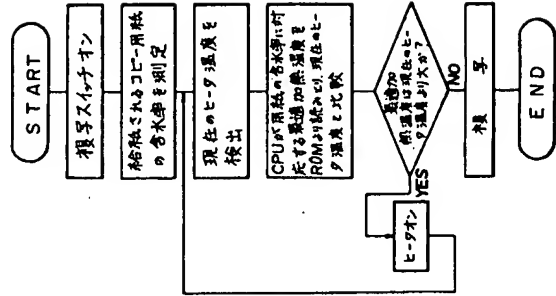 START
複写スイッチオン
給紙されるコピー用紙
の含水率を測定
現在のヒータ温度を
検出
CPUが用紙の含水率に対
応する最適加熱温度を
ROMより読みとり、現在のヒー
タ温度と比較
最適加
熱温度は現在のヒー
タ温度より大か?
YES
NO
ヒータオン
複写
END